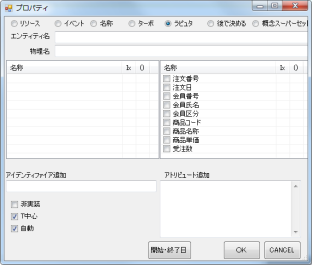 プロパティ
リソース イベント 名称 ターボ ラピュタ 後で決める 概念スーパーセット
エンティティ名
物理名
名称 Ix () 名称 Ix ()
注文番号
注文日
会員番号
会員氏名
会員区分
商品コード
商品名称
商品単価
受注数
アイデンティファイア追加 アトリビュート追加
非実装
T中心
自動
開始・終了日 OK CANCEL